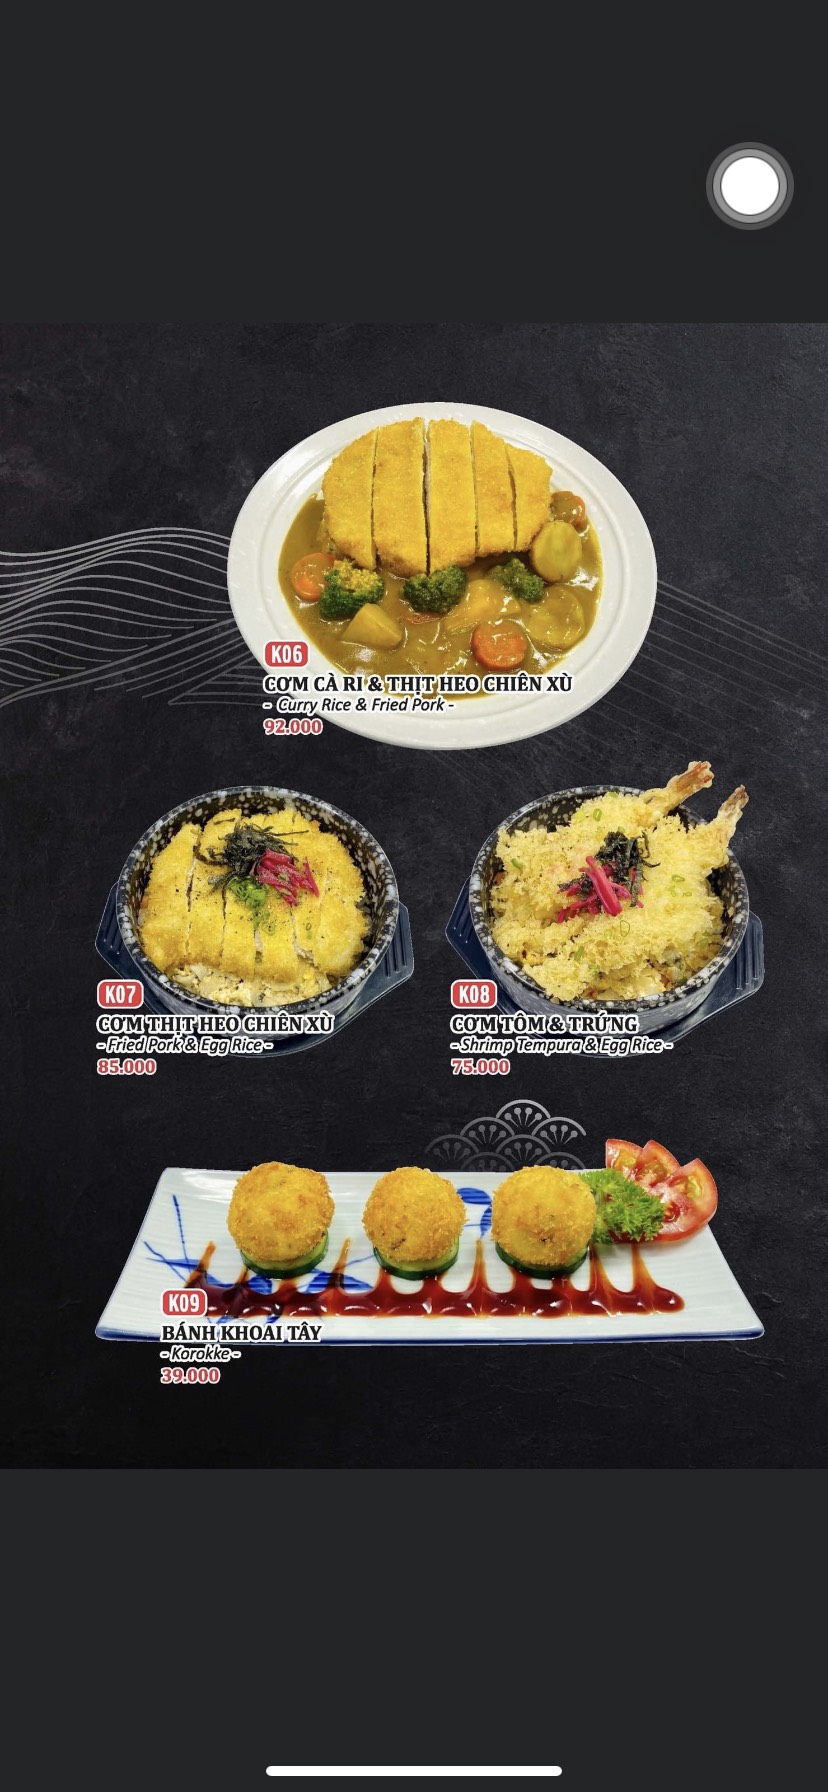 K06
CƠM CÀ RI & THỊT HEO CHIÊN XÙ
- Curry Rice & Fried Pork -
92.000
K07
CƠM THỊT HEO CHIÊN XÙ
- Fried Pork & Egg Rice -
85.000
K08
CƠM TÔM & TRỨNG
- Shrimp Tempura & Egg Rice -
75.000
K09
BÁNH KHOAI TÂY
- Korokke -
39.000